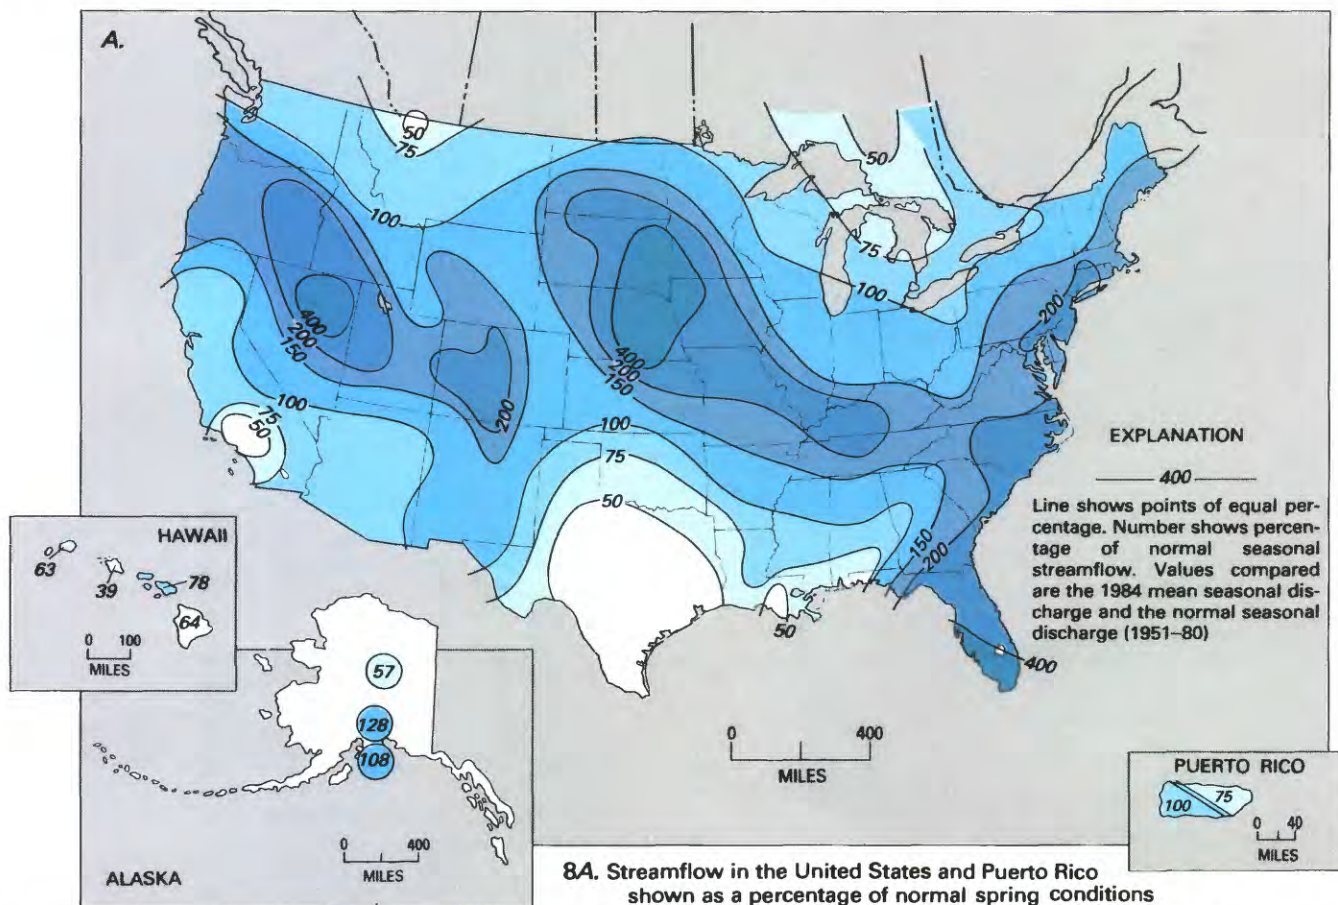 A.
50
75
50
75
100
100
200
400
200
150
400
200
150
200
100
75
50
100
75
50
150
200
50
400
EXPLANATION
400
Line shows points of equal per-
centage. Number shows percen-
tage of normal seasonal
streamflow. Values compared
are the 1984 mean seasonal dis-
charge and the normal seasonal
discharge (1951–80)
HAWAII
63
39
78
64
0 100
MILES
57
128
108
0 400
MILES
ALASKA
0 400
MILES
PUERTO RICO
100
75
0 40
MILES
8A. Streamflow in the United States and Puerto Rico
shown as a percentage of normal spring conditions